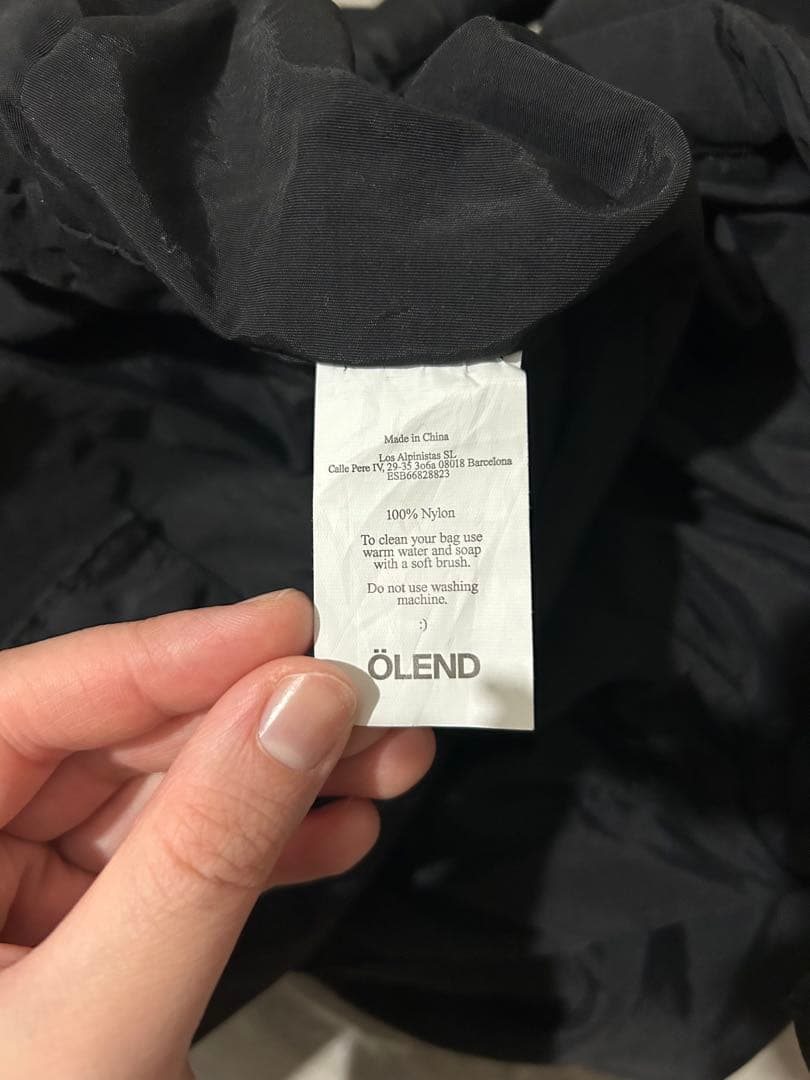 Made in China
Los Alpinistas SL
Calle Pere IV, 29-35 3o6a 08018 Barcelona
ESB66828823
100% Nylon
To clean your bag use
warm water and soap
with a soft brush.
Do not use washing
machine.
:)
ÖLEND